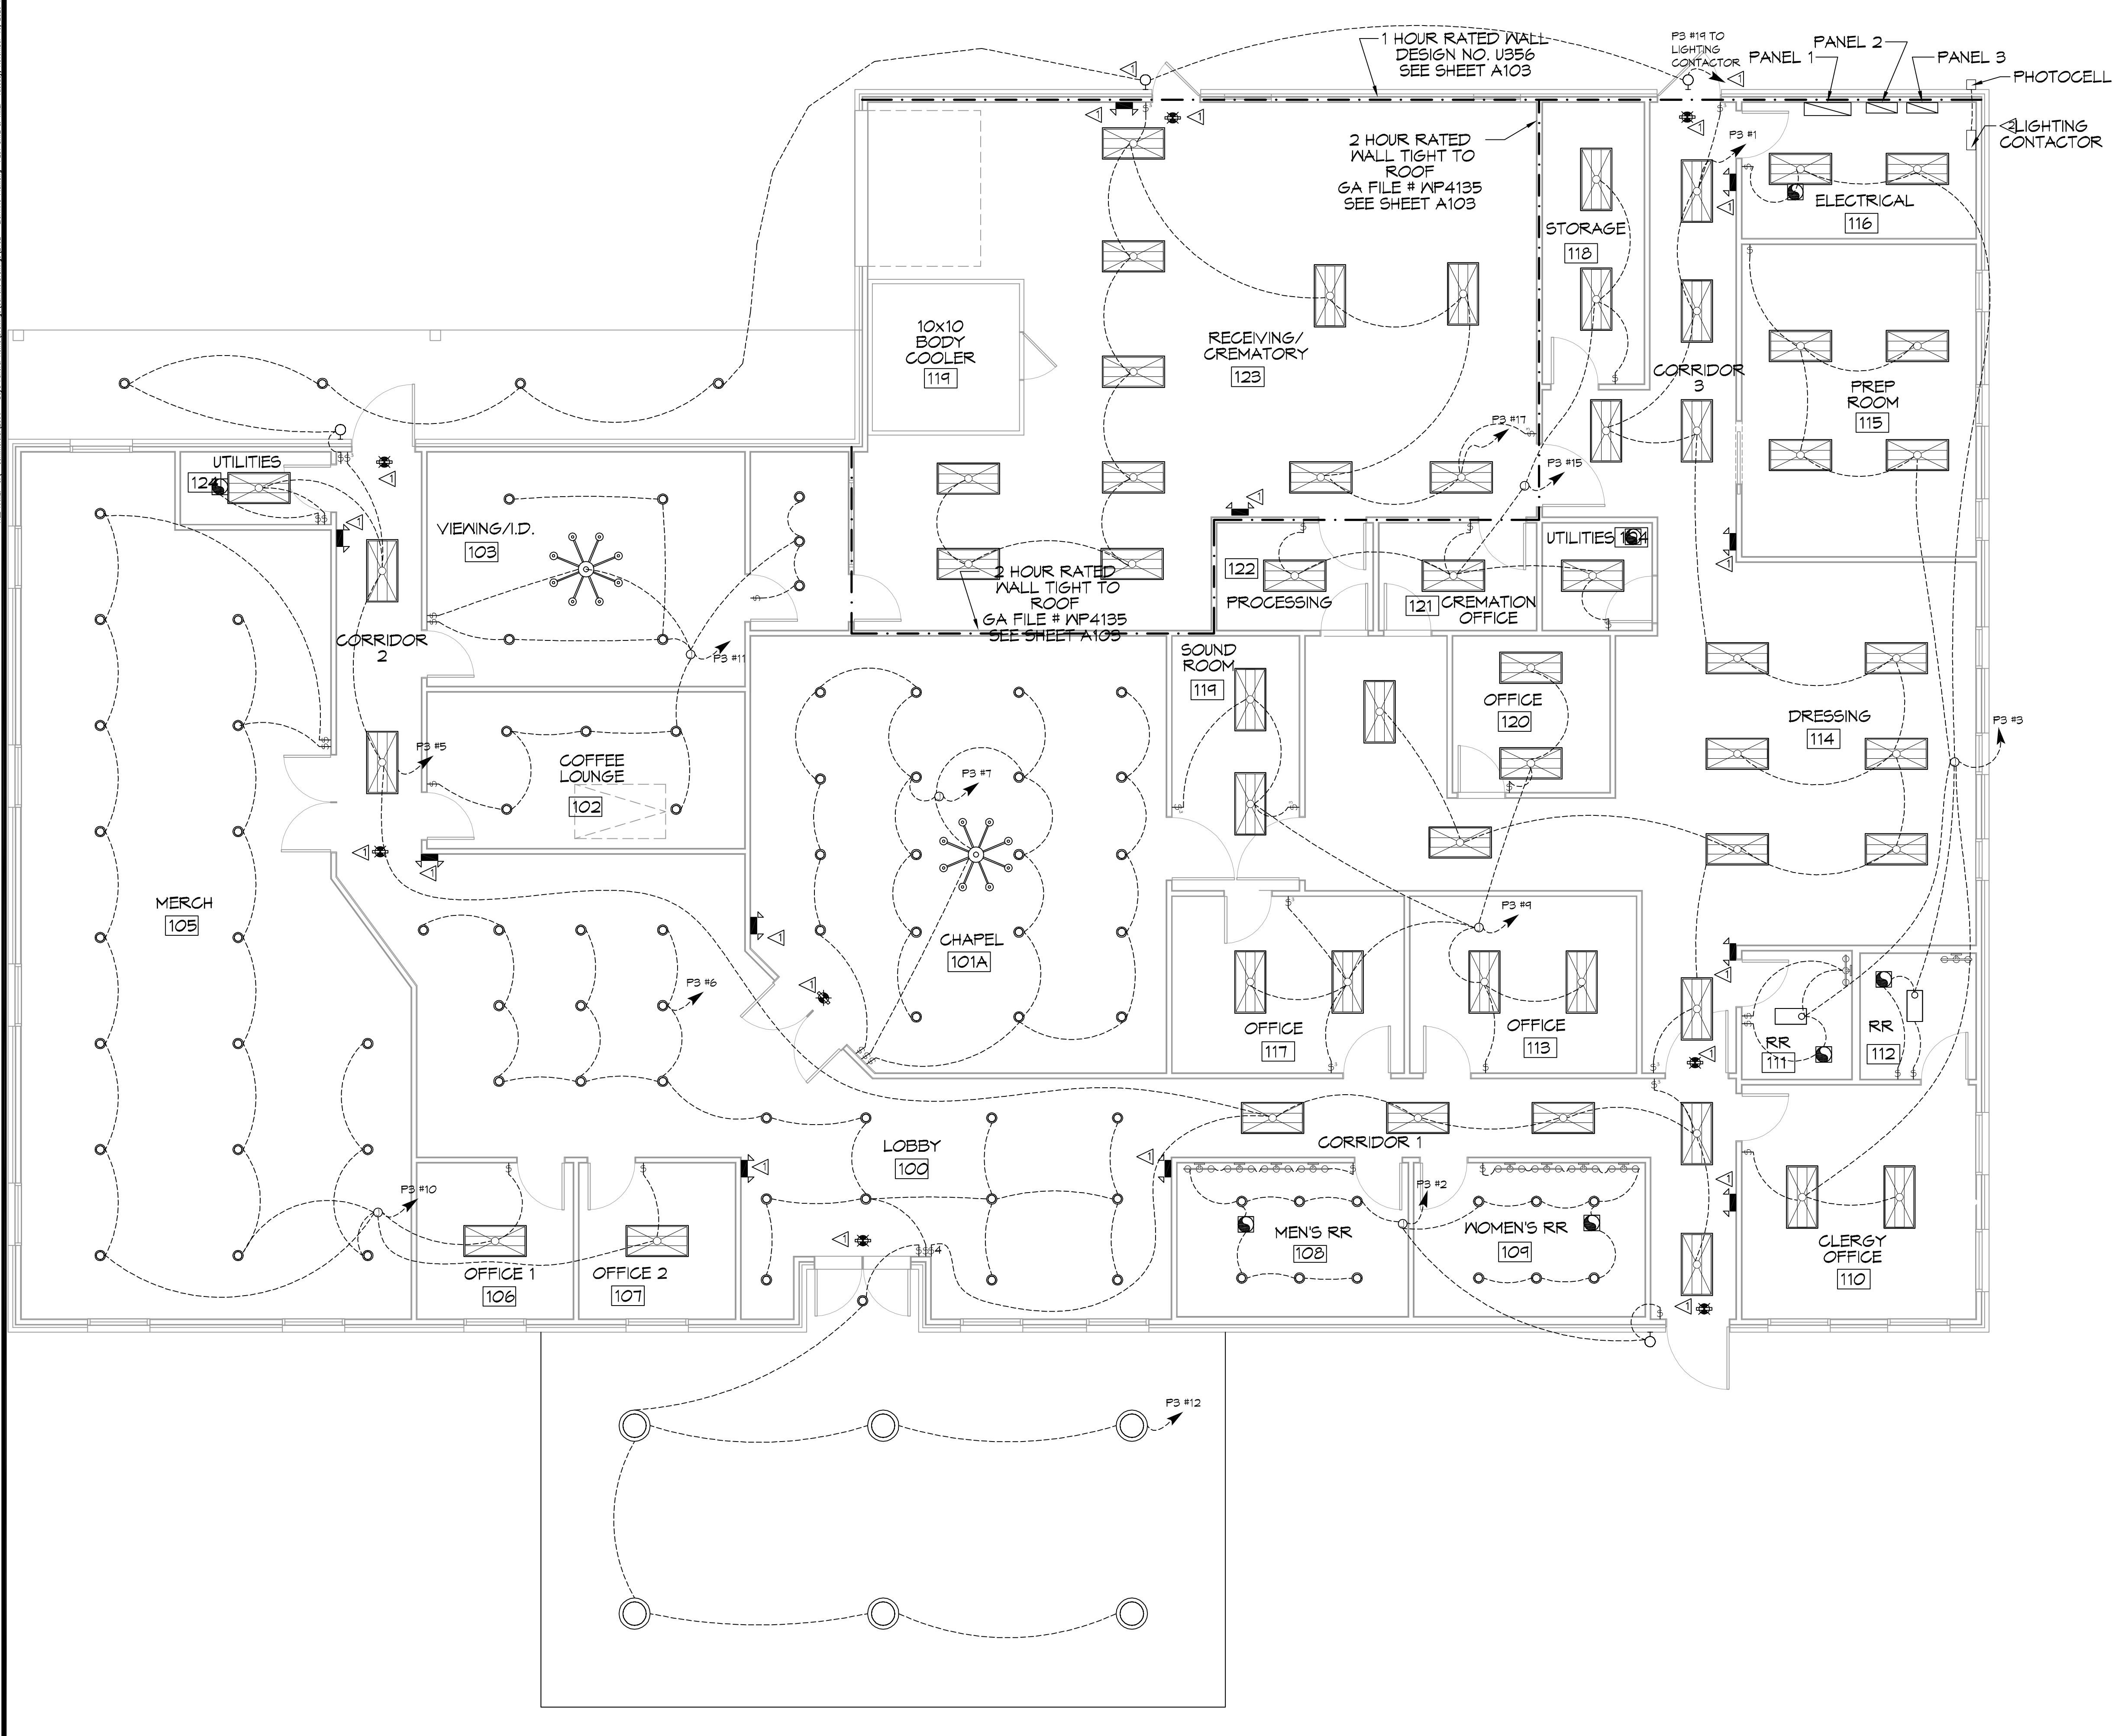 1 HOUR RATED WALL
DESIGN NO. U356
SEE SHEET A103
P3 #19 TO
LIGHTING
CONTACTOR
PANEL 1
PANEL 2
PANEL 3
PHOTOCELL
LIGHTING
CONTACTOR
2 HOUR RATED
WALL TIGHT TO
ROOF
GA FILE # WP4135
SEE SHEET A103
P3 #1
ELECTRICAL
116
STORAGE
118
10x10
BODY
COOLER
119
RECEIVING/
CREMATORY
123
CORRIDOR
3
PREP
ROOM
115
P3 #17
P3 #15
UTILITIES
124
VIEWING/I.D.
103
UTILITIES
122
PROCESSING
121
CREMATION
OFFICE
2 HOUR RATED
WALL TIGHT TO
ROOF
GA FILE # WP4135
SEE SHEET A103
CORRIDOR
2
P3 #11
SOUND
ROOM
119
OFFICE
120
DRESSING
114
P3 #3
P3 #5
COFFEE
LOUNGE
102
P3 #7
MERCH
105
CHAPEL
101A
P3 #9
P3 #6
OFFICE
117
OFFICE
113
RR
111
RR
112
LOBBY
100
CORRIDOR 1
P3 #10
P3 #2
MEN'S RR
108
WOMEN'S RR
109
CLERGY
OFFICE
110
OFFICE 1
106
OFFICE 2
107
P3 #12